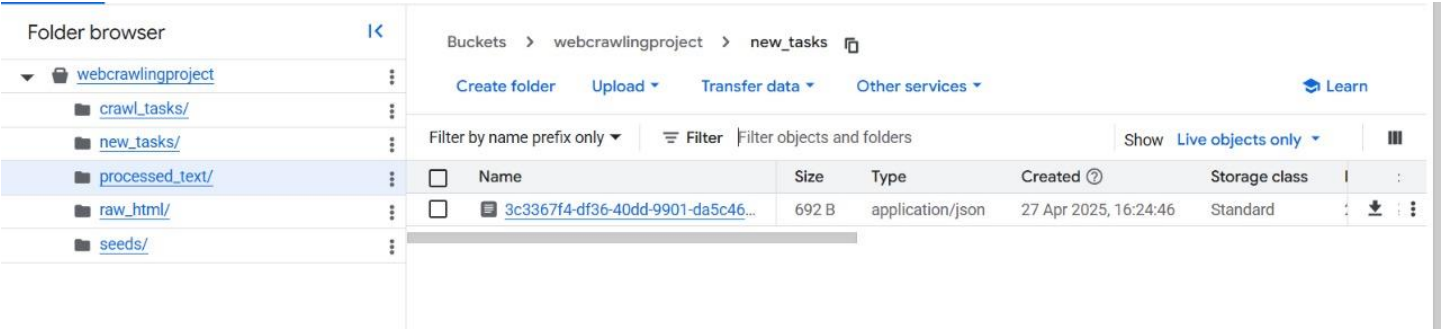 Folder browser
Buckets > webcrawlingproject > new_tasks
webcrawlingproject
crawl_tasks/
new_tasks/
processed_text/
raw_html/
seeds/
Create folder Upload Transfer data Other services Learn
Filter by name prefix only Filter Filter objects and folders Show Live objects only
Name Size Type Created Storage class
3c3367f4-df36-40dd-9901-da5c46... 692 B application/json 27 Apr 2025, 16:24:46 Standard